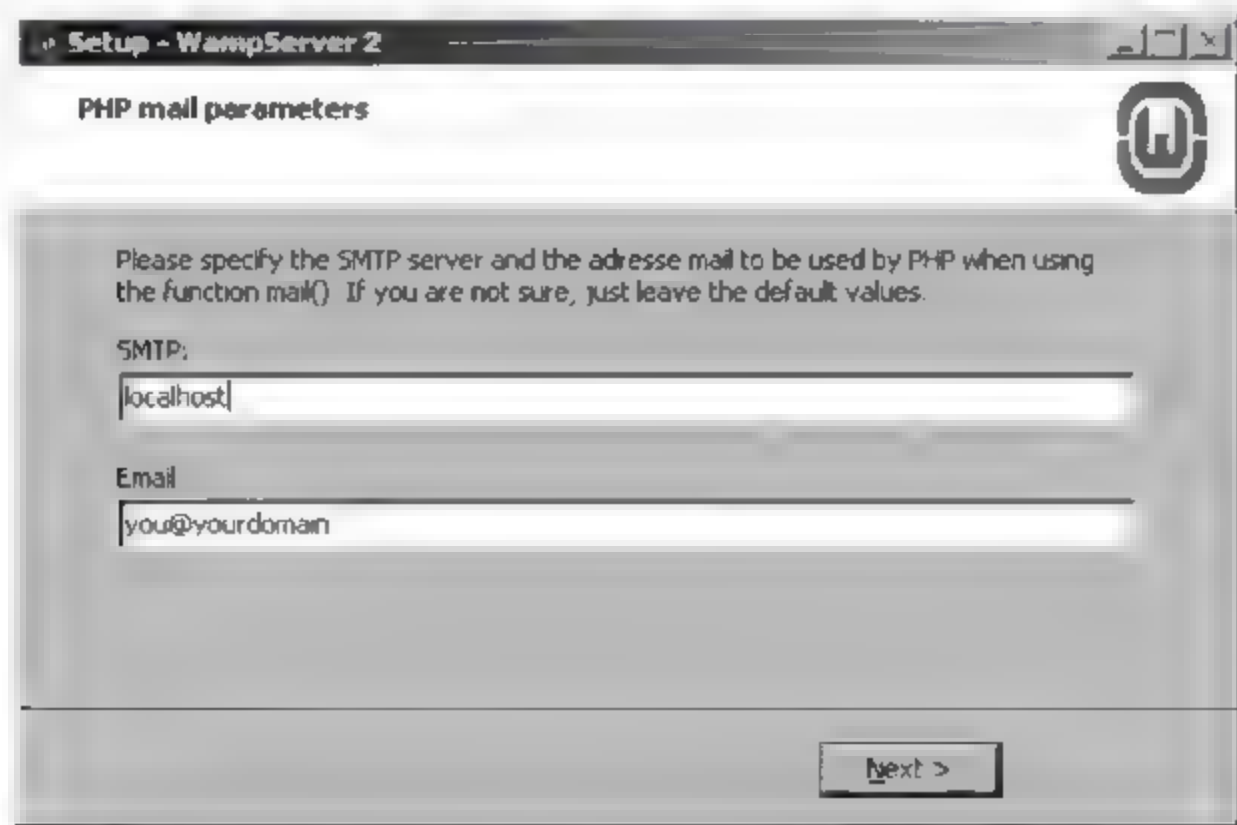 Setup - WampServer 2
PHP mail parameters
W
Please specify the SMTP server and the adresse mail to be used by PHP when using
the function mail() If you are not sure, just leave the default values.
SMTP:
localhost
Email
you@yourdomain
Next >